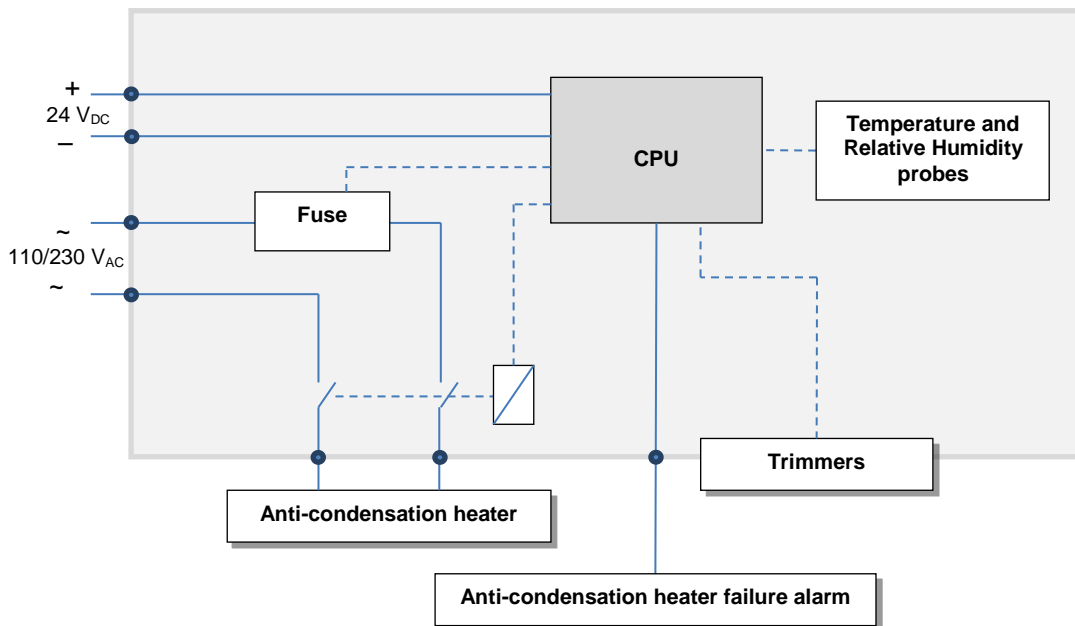 +
24 VDC
–
CPU
Temperature and
Relative Humidity
probes
Fuse
~
110/230 VAC
~
Trimmers
Anti-condensation heater
Anti-condensation heater failure alarm